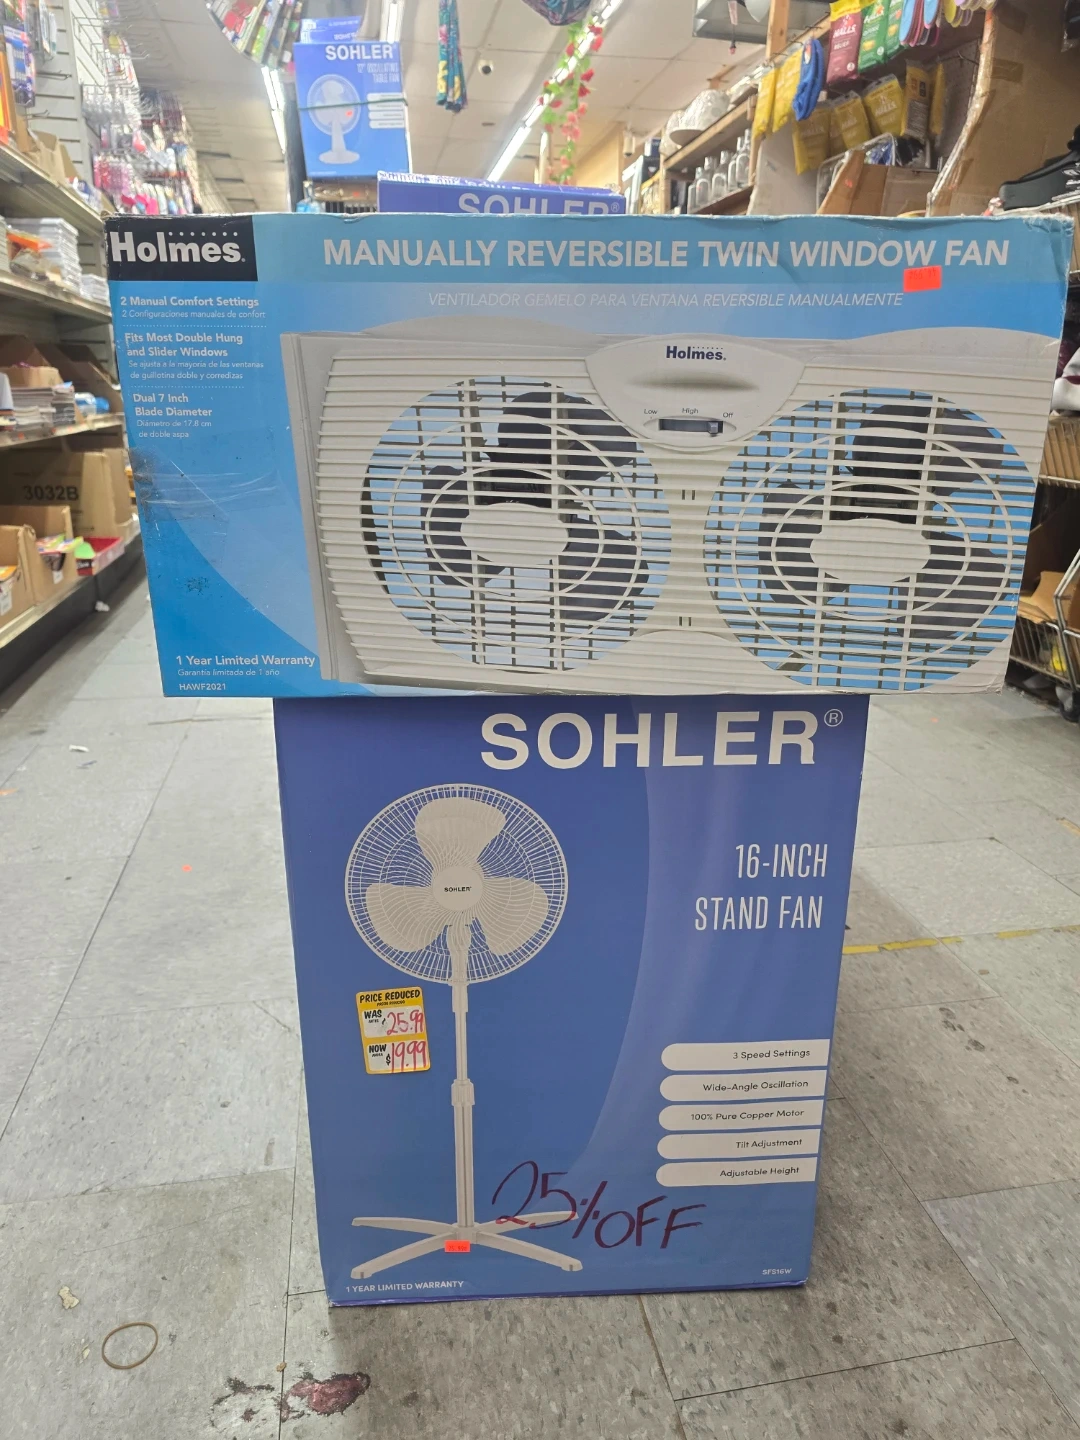 SOHLER
SOHLER®
Holmes.
MANUALLY REVERSIBLE TWIN WINDOW FAN
VENTILADOR GEMELO PARA VENTANA REVERSIBLE MANUALMENTE
2 Manual Comfort Settings
2 Configuraciones manuales de confort
Fits Most Double Hung
and Slider Windows
Se ajusta a la mayoría de las ventanas
de guillotina doble y corredizas
Dual 7 Inch
Blade Diameter
Diámetro de 17.8 cm
de doble aspa
Holmes.
Low High Off
3032B
1 Year Limited Warranty
Garantía limitada de 1 año
HAWF2021
SOHLER®
16-INCH
STAND FAN
SOHLER
PRICE REDUCED
WAS 25.99
NOW $19.99
3 Speed Settings
Wide-Angle Oscillation
100% Pure Copper Motor
Tilt Adjustment
Adjustable Height
25% OFF
SFS16W
1 YEAR LIMITED WARRANTY